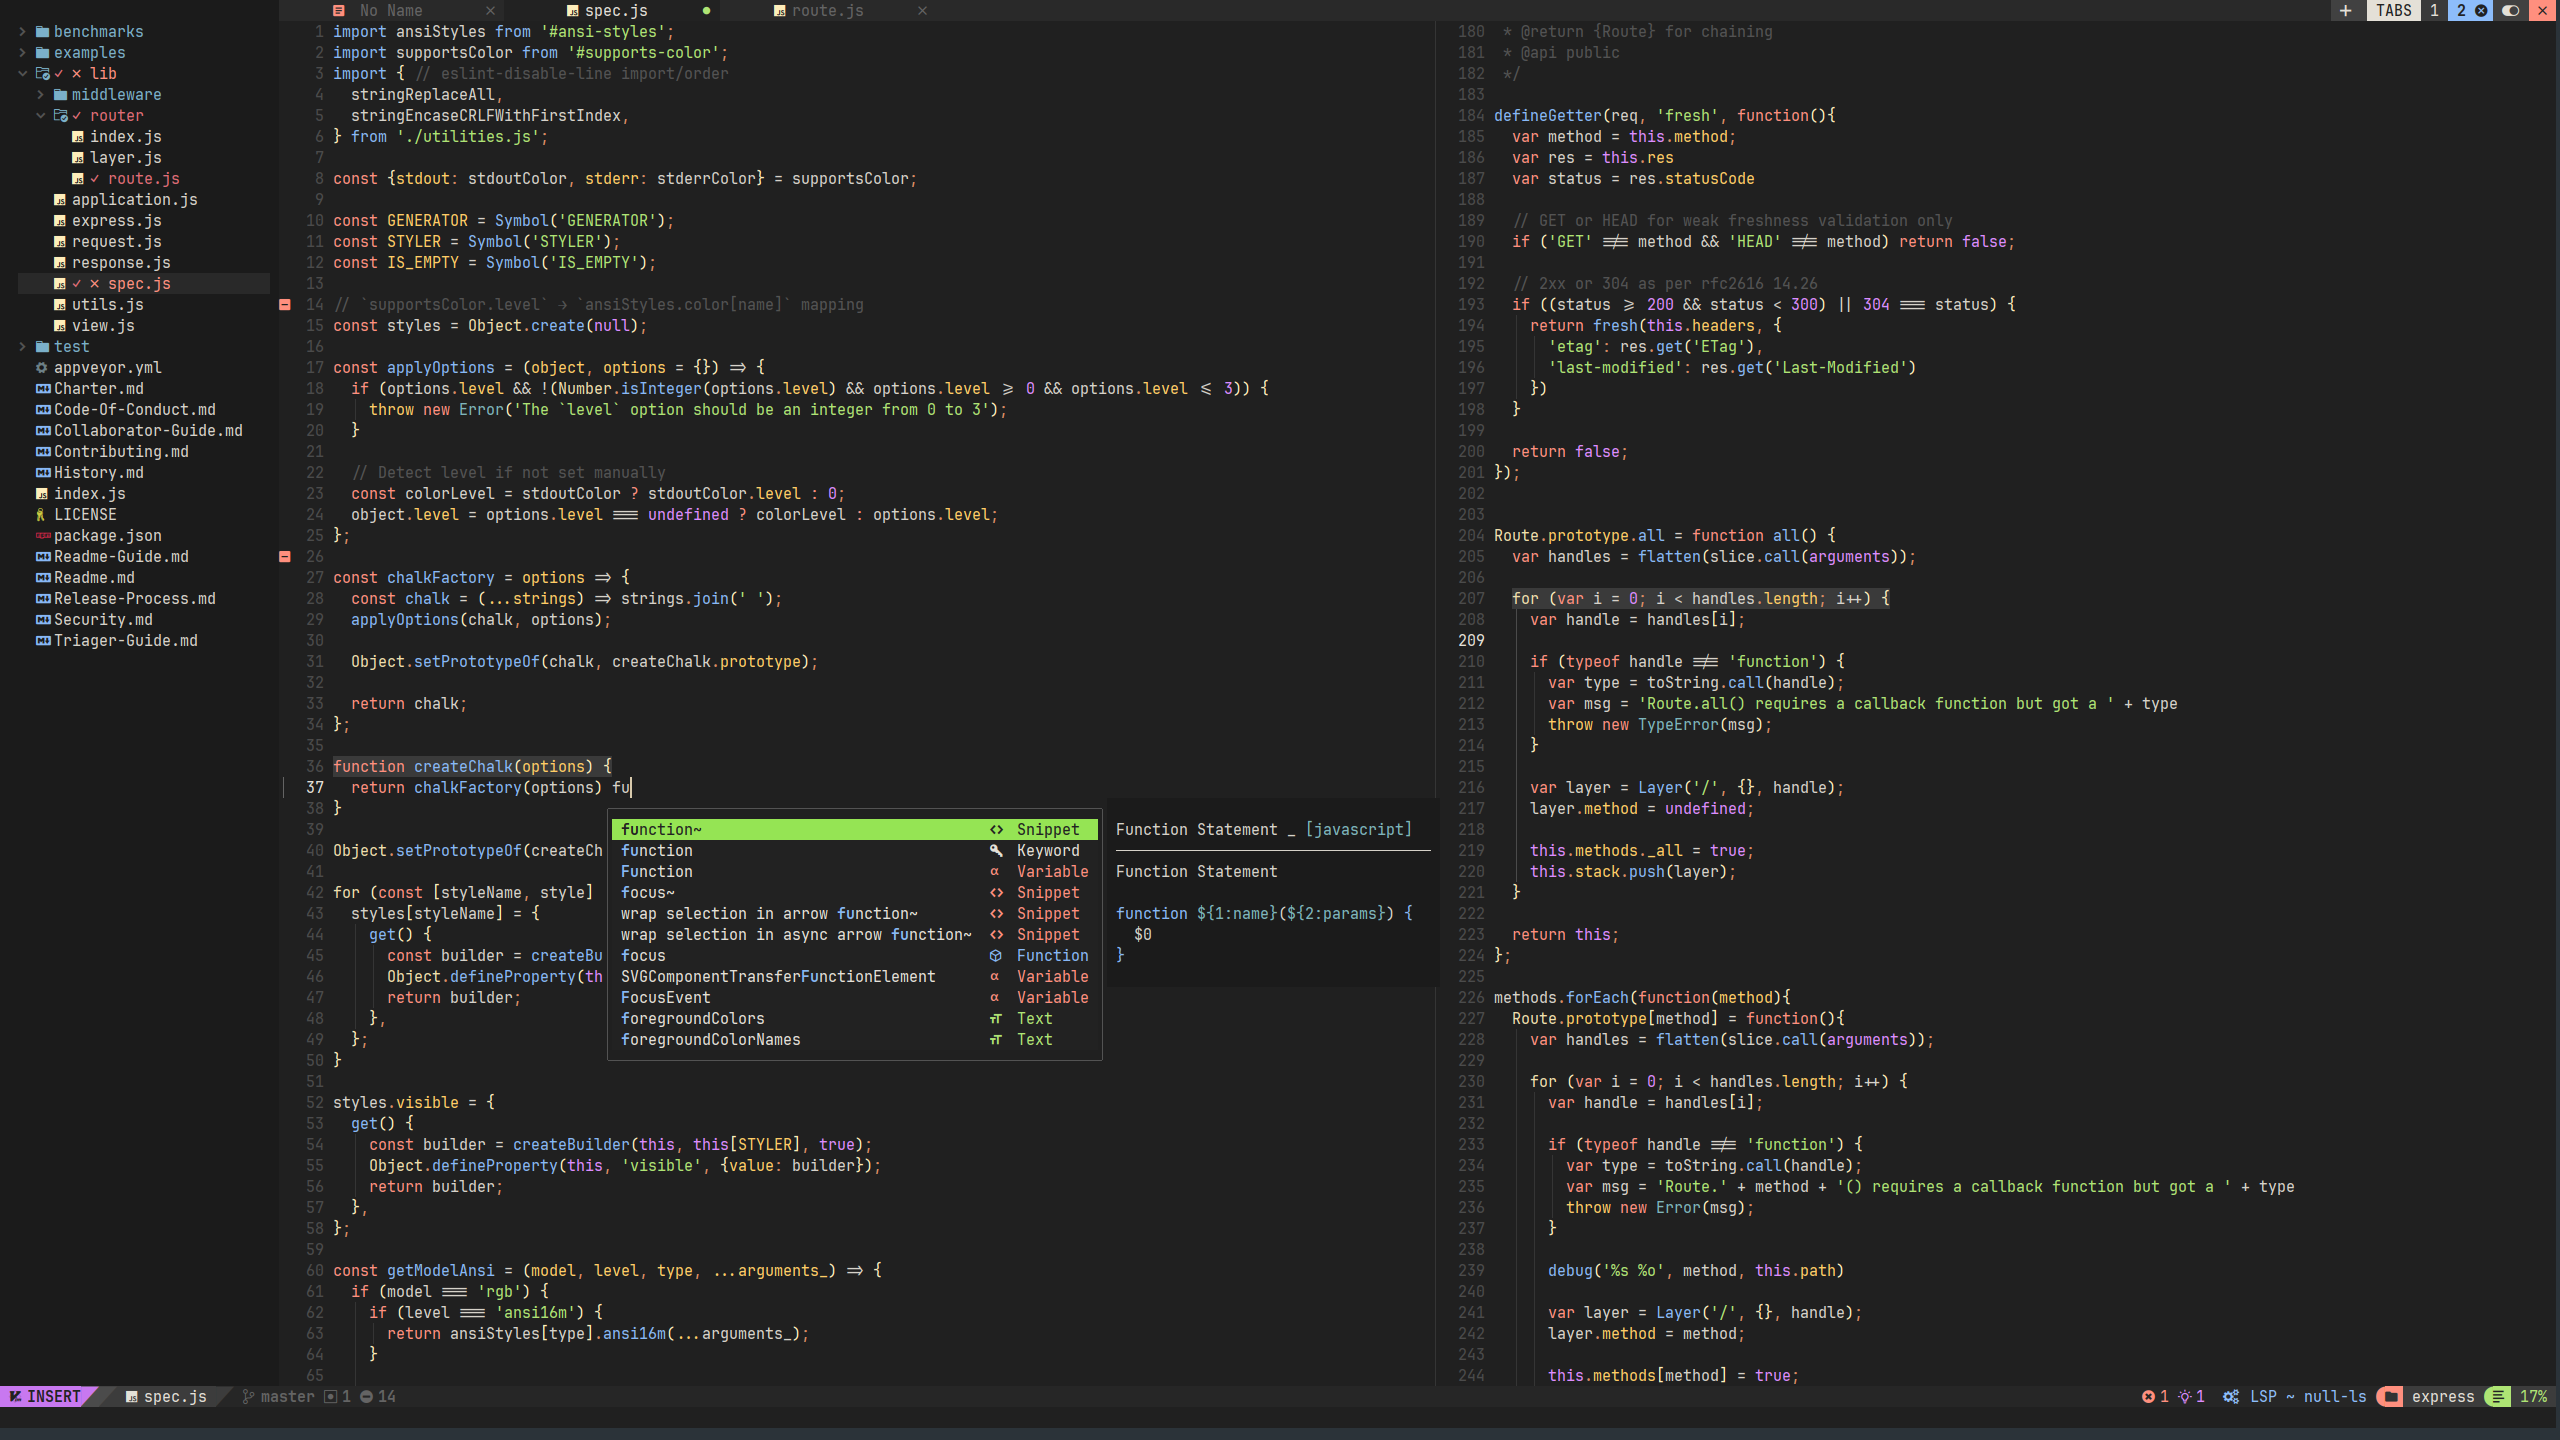 No Name
spec.js
route.js
TABS 1 2
benchmarks
examples
lib
middleware
router
index.js
layer.js
route.js
application.js
express.js
request.js
response.js
spec.js
utils.js
view.js
test
appveyor.yml
Charter.md
Code-Of-Conduct.md
Collaborator-Guide.md
Contributing.md
History.md
index.js
LICENSE
package.json
Readme-Guide.md
Readme.md
Release-Process.md
Security.md
Triager-Guide.md
1 import ansiStyles from '#ansi-styles';
2 import supportsColor from '#supports-color';
3 import { // eslint-disable-line import/order
4   stringReplaceAll,
5   stringEncaseCRLFWithFirstIndex,
6 } from './utilities.js';
7
8 const {stdout: stdoutColor, stderr: stderrColor} = supportsColor;
9
10 const GENERATOR = Symbol('GENERATOR');
11 const STYLER = Symbol('STYLER');
12 const IS_EMPTY = Symbol('IS_EMPTY');
13
14 // `supportsColor.level` → `ansiStyles.color[name]` mapping
15 const styles = Object.create(null);
16
17 const applyOptions = (object, options = {}) => {
18   if (options.level && !(Number.isInteger(options.level) && options.level >= 0 && options.level <= 3)) {
19     throw new Error('The `level` option should be an integer from 0 to 3');
20   }
21
22   // Detect level if not set manually
23   const colorLevel = stdoutColor ? stdoutColor.level : 0;
24   object.level = options.level === undefined ? colorLevel : options.level;
25 };
26
27 const chalkFactory = options => {
28   const chalk = (...strings) => strings.join(' ');
29   applyOptions(chalk, options);
30
31   Object.setPrototypeOf(chalk, createChalk.prototype);
32
33   return chalk;
34 };
35
36 function createChalk(options) {
37   return chalkFactory(options) fu
38 }
39
40 Object.setPrototypeOf(createCh
41
42 for (const [styleName, style]
43   styles[styleName] = {
44     get() {
45       const builder = createBu
46       Object.defineProperty(th
47       return builder;
48     },
49   };
50 }
51
52 styles.visible = {
53   get() {
54     const builder = createBuilder(this, this[STYLER], true);
55     Object.defineProperty(this, 'visible', {value: builder});
56     return builder;
57   },
58 };
59
60 const getModelAnsi = (model, level, type, ...arguments_) => {
61   if (model === 'rgb') {
62     if (level === 'ansi16m') {
63       return ansiStyles[type].ansi16m(...arguments_);
64     }
65
function~ Snippet
function Keyword
Function α Variable
focus~ Snippet
wrap selection in arrow function~ Snippet
wrap selection in async arrow function~ Snippet
focus Function
SVGComponentTransferFunctionElement α Variable
FocusEvent α Variable
foregroundColors Text
foregroundColorNames Text
Function Statement _ [javascript]
Function Statement
function ${1:name}(${2:params}) {
  $0
}
180  * @return {Route} for chaining
181  * @api public
182  */
183
184 defineGetter(req, 'fresh', function(){
185   var method = this.method;
186   var res = this.res
187   var status = res.statusCode
188
189   // GET or HEAD for weak freshness validation only
190   if ('GET' !== method && 'HEAD' !== method) return false;
191
192   // 2xx or 304 as per rfc2616 14.26
193   if ((status >= 200 && status < 300) || 304 === status) {
194     return fresh(this.headers, {
195       'etag': res.get('ETag'),
196       'last-modified': res.get('Last-Modified')
197     })
198   }
199
200   return false;
201 });
202
203
204 Route.prototype.all = function all() {
205   var handles = flatten(slice.call(arguments));
206
207   for (var i = 0; i < handles.length; i++) {
208     var handle = handles[i];
209
210     if (typeof handle !== 'function') {
211       var type = toString.call(handle);
212       var msg = 'Route.all() requires a callback function but got a ' + type
213       throw new TypeError(msg);
214     }
215
216     var layer = Layer('/', {}, handle);
217     layer.method = undefined;
218
219     this.methods._all = true;
220     this.stack.push(layer);
221   }
222
223   return this;
224 };
225
226 methods.forEach(function(method){
227   Route.prototype[method] = function(){
228     var handles = flatten(slice.call(arguments));
229
230     for (var i = 0; i < handles.length; i++) {
231       var handle = handles[i];
232
233       if (typeof handle !== 'function') {
234         var type = toString.call(handle);
235         var msg = 'Route.' + method + '() requires a callback function but got a ' + type
236         throw new Error(msg);
237       }
238
239       debug('%s %o', method, this.path)
240
241       var layer = Layer('/', {}, handle);
242       layer.method = method;
243
244       this.methods[method] = true;
INSERT spec.js master 1 14
1 1 LSP ~ null-ls express 17%